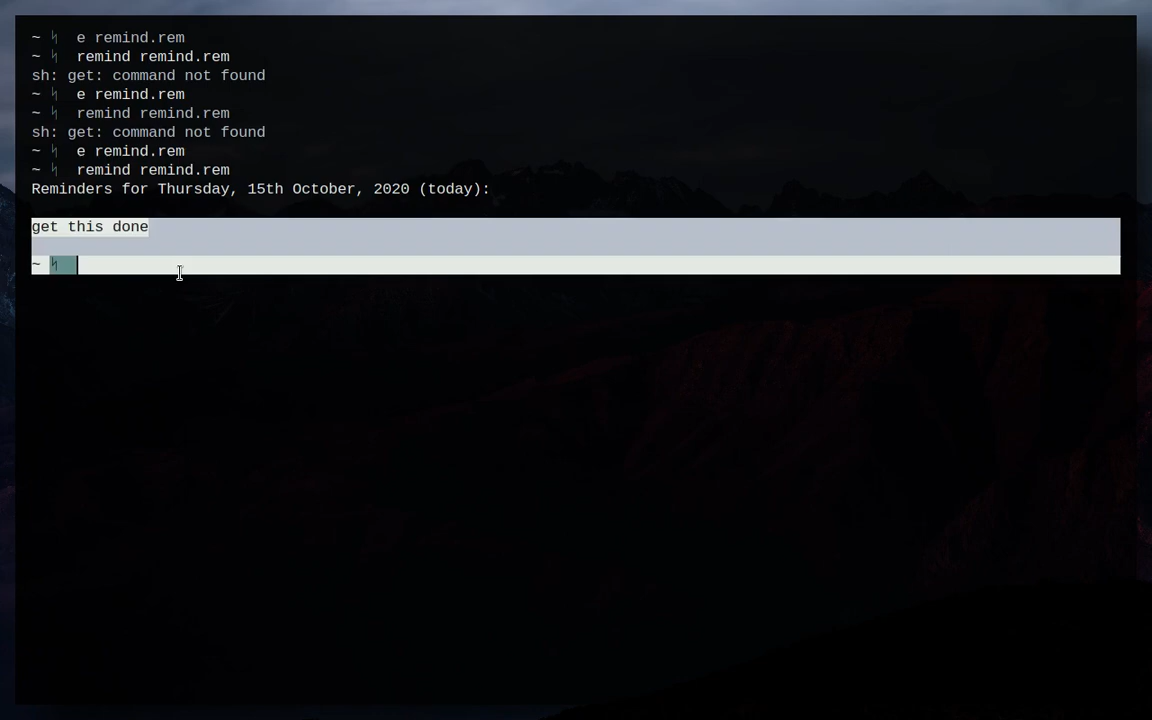 ~ ᛋ  e remind.rem
~ ᛋ  remind remind.rem
sh: get: command not found
~ ᛋ  e remind.rem
~ ᛋ  remind remind.rem
sh: get: command not found
~ ᛋ  e remind.rem
~ ᛋ  remind remind.rem
Reminders for Thursday, 15th October, 2020 (today):
get this done
~ ᛋ